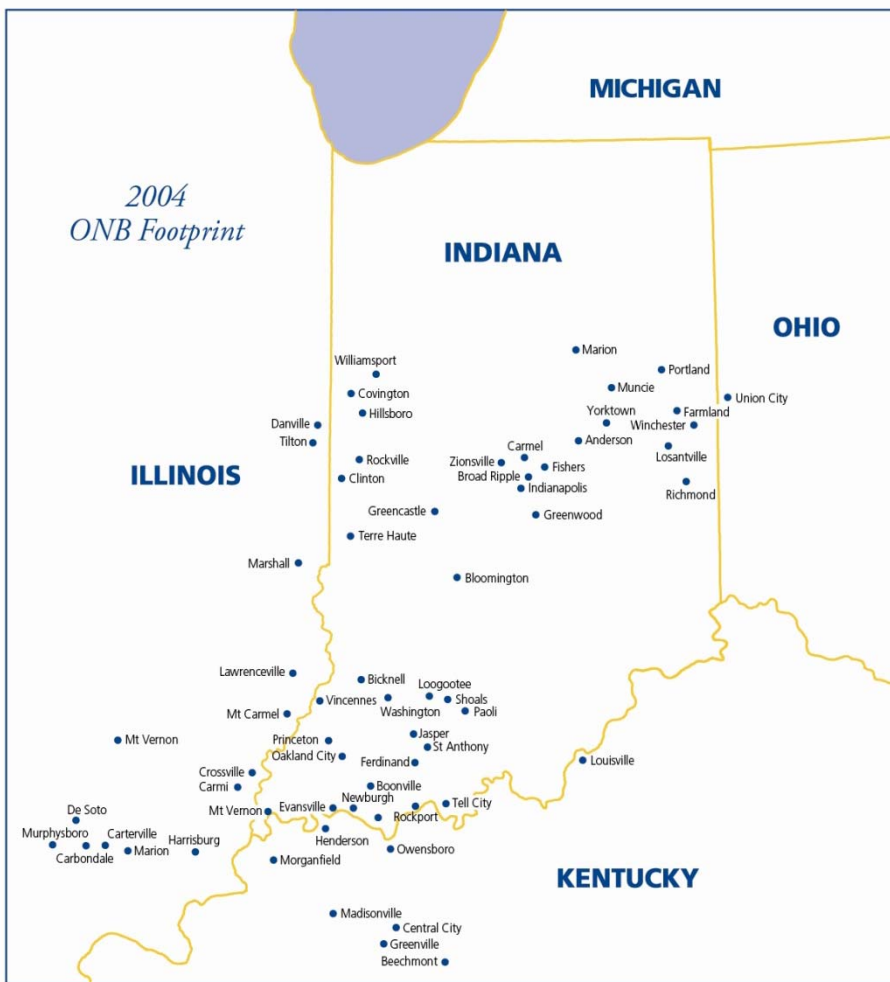 MICHIGAN
2004
ONB Footprint
INDIANA
OHIO
Marion
Williamsport
Portland
Muncie
Covington
Union City
Hillsboro
Yorktown
Farmland
Danville
Winchester
Tilton
Anderson
Carmel
Losantville
Rockville
Zionsville
Fishers
ILLINOIS
Clinton
Broad Ripple
Indianapolis
Richmond
Greencastle
Greenwood
Terre Haute
Marshall
Bloomington
Lawrenceville
Bicknell
Loogootee
Vincennes
Shoals
Washington
Paoli
Mt Carmel
Mt Vernon
Princeton
Jasper
St Anthony
Oakland City
Ferdinand
Louisville
Crossville
Carmi
Boonville
Newburgh
Tell City
De Soto
Mt Vernon
Evansville
Rockport
Murphysboro
Carterville
Harrisburg
Henderson
Carbondale
Marion
Owensboro
Morganfield
KENTUCKY
Madisonville
Central City
Greenville
Beechmont